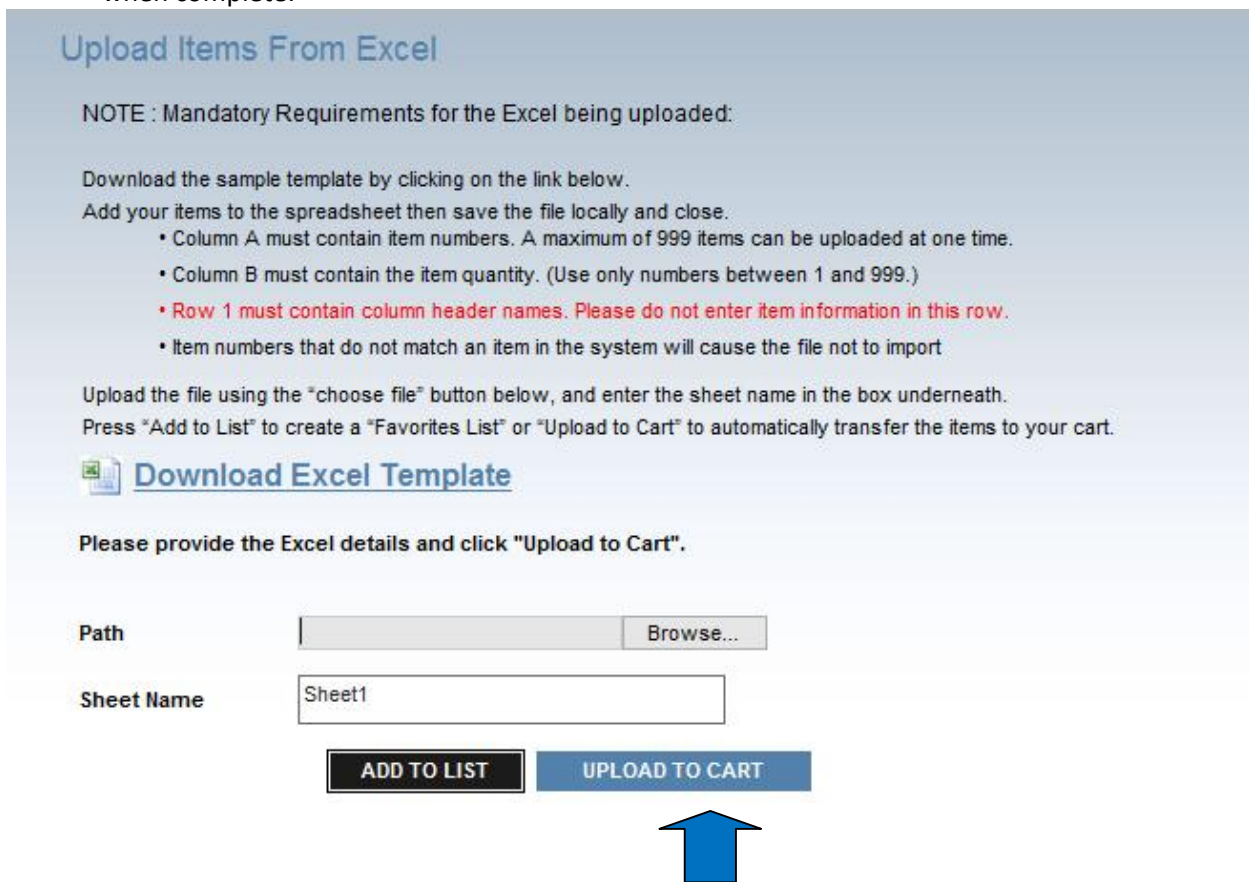 when complete.
Upload Items From Excel
NOTE : Mandatory Requirements for the Excel being uploaded:
Download the sample template by clicking on the link below.
Add your items to the spreadsheet then save the file locally and close.
• Column A must contain item numbers. A maximum of 999 items can be uploaded at one time.
• Column B must contain the item quantity. (Use only numbers between 1 and 999.)
• Row 1 must contain column header names. Please do not enter item information in this row.
• Item numbers that do not match an item in the system will cause the file not to import
Upload the file using the “choose file” button below, and enter the sheet name in the box underneath.
Press “Add to List” to create a “Favorites List” or “Upload to Cart” to automatically transfer the items to your cart.
Download Excel Template
Please provide the Excel details and click "Upload to Cart".
Path Browse...
Sheet Name Sheet1
ADD TO LIST UPLOAD TO CART